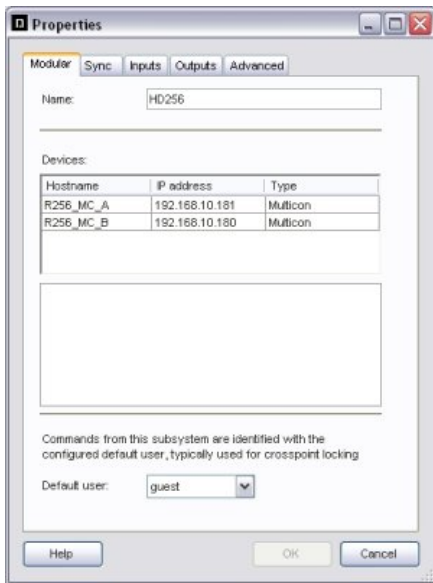 Properties
Modular Sync Inputs Outputs Advanced
Name: HD256
Devices:
Hostname IP address Type
R256_MC_A 192.168.10.181 Multicon
R256_MC_B 192.168.10.180 Multicon
Commands from this subsystem are identified with the
configured default user, typically used for crosspoint locking
Default user: guest
Help OK Cancel